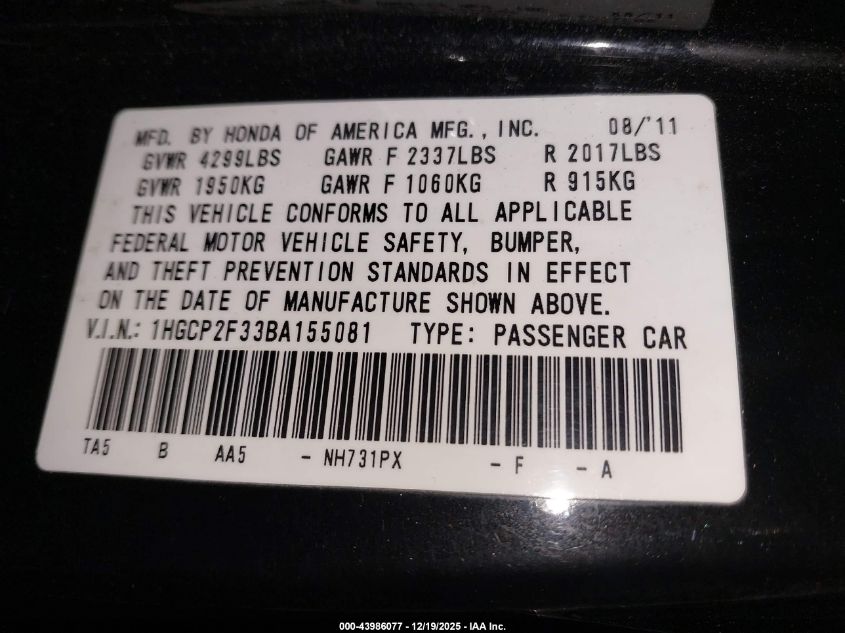 MFD. BY HONDA OF AMERICA MFG., INC. 08/'11
GVWR 4299LBS GAWR F 2337LBS R 2017LBS
GVWR 1950KG GAWR F 1060KG R 915KG
THIS VEHICLE CONFORMS TO ALL APPLICABLE
FEDERAL MOTOR VEHICLE SAFETY, BUMPER,
AND THEFT PREVENTION STANDARDS IN EFFECT
ON THE DATE OF MANUFACTURE SHOWN ABOVE.
V.I.N.: 1HGCP2F33BA155081 TYPE: PASSENGER CAR
TA5 B AA5 - NH731PX - F - A
000-43986077 - 12/19/2025 - IAA Inc.